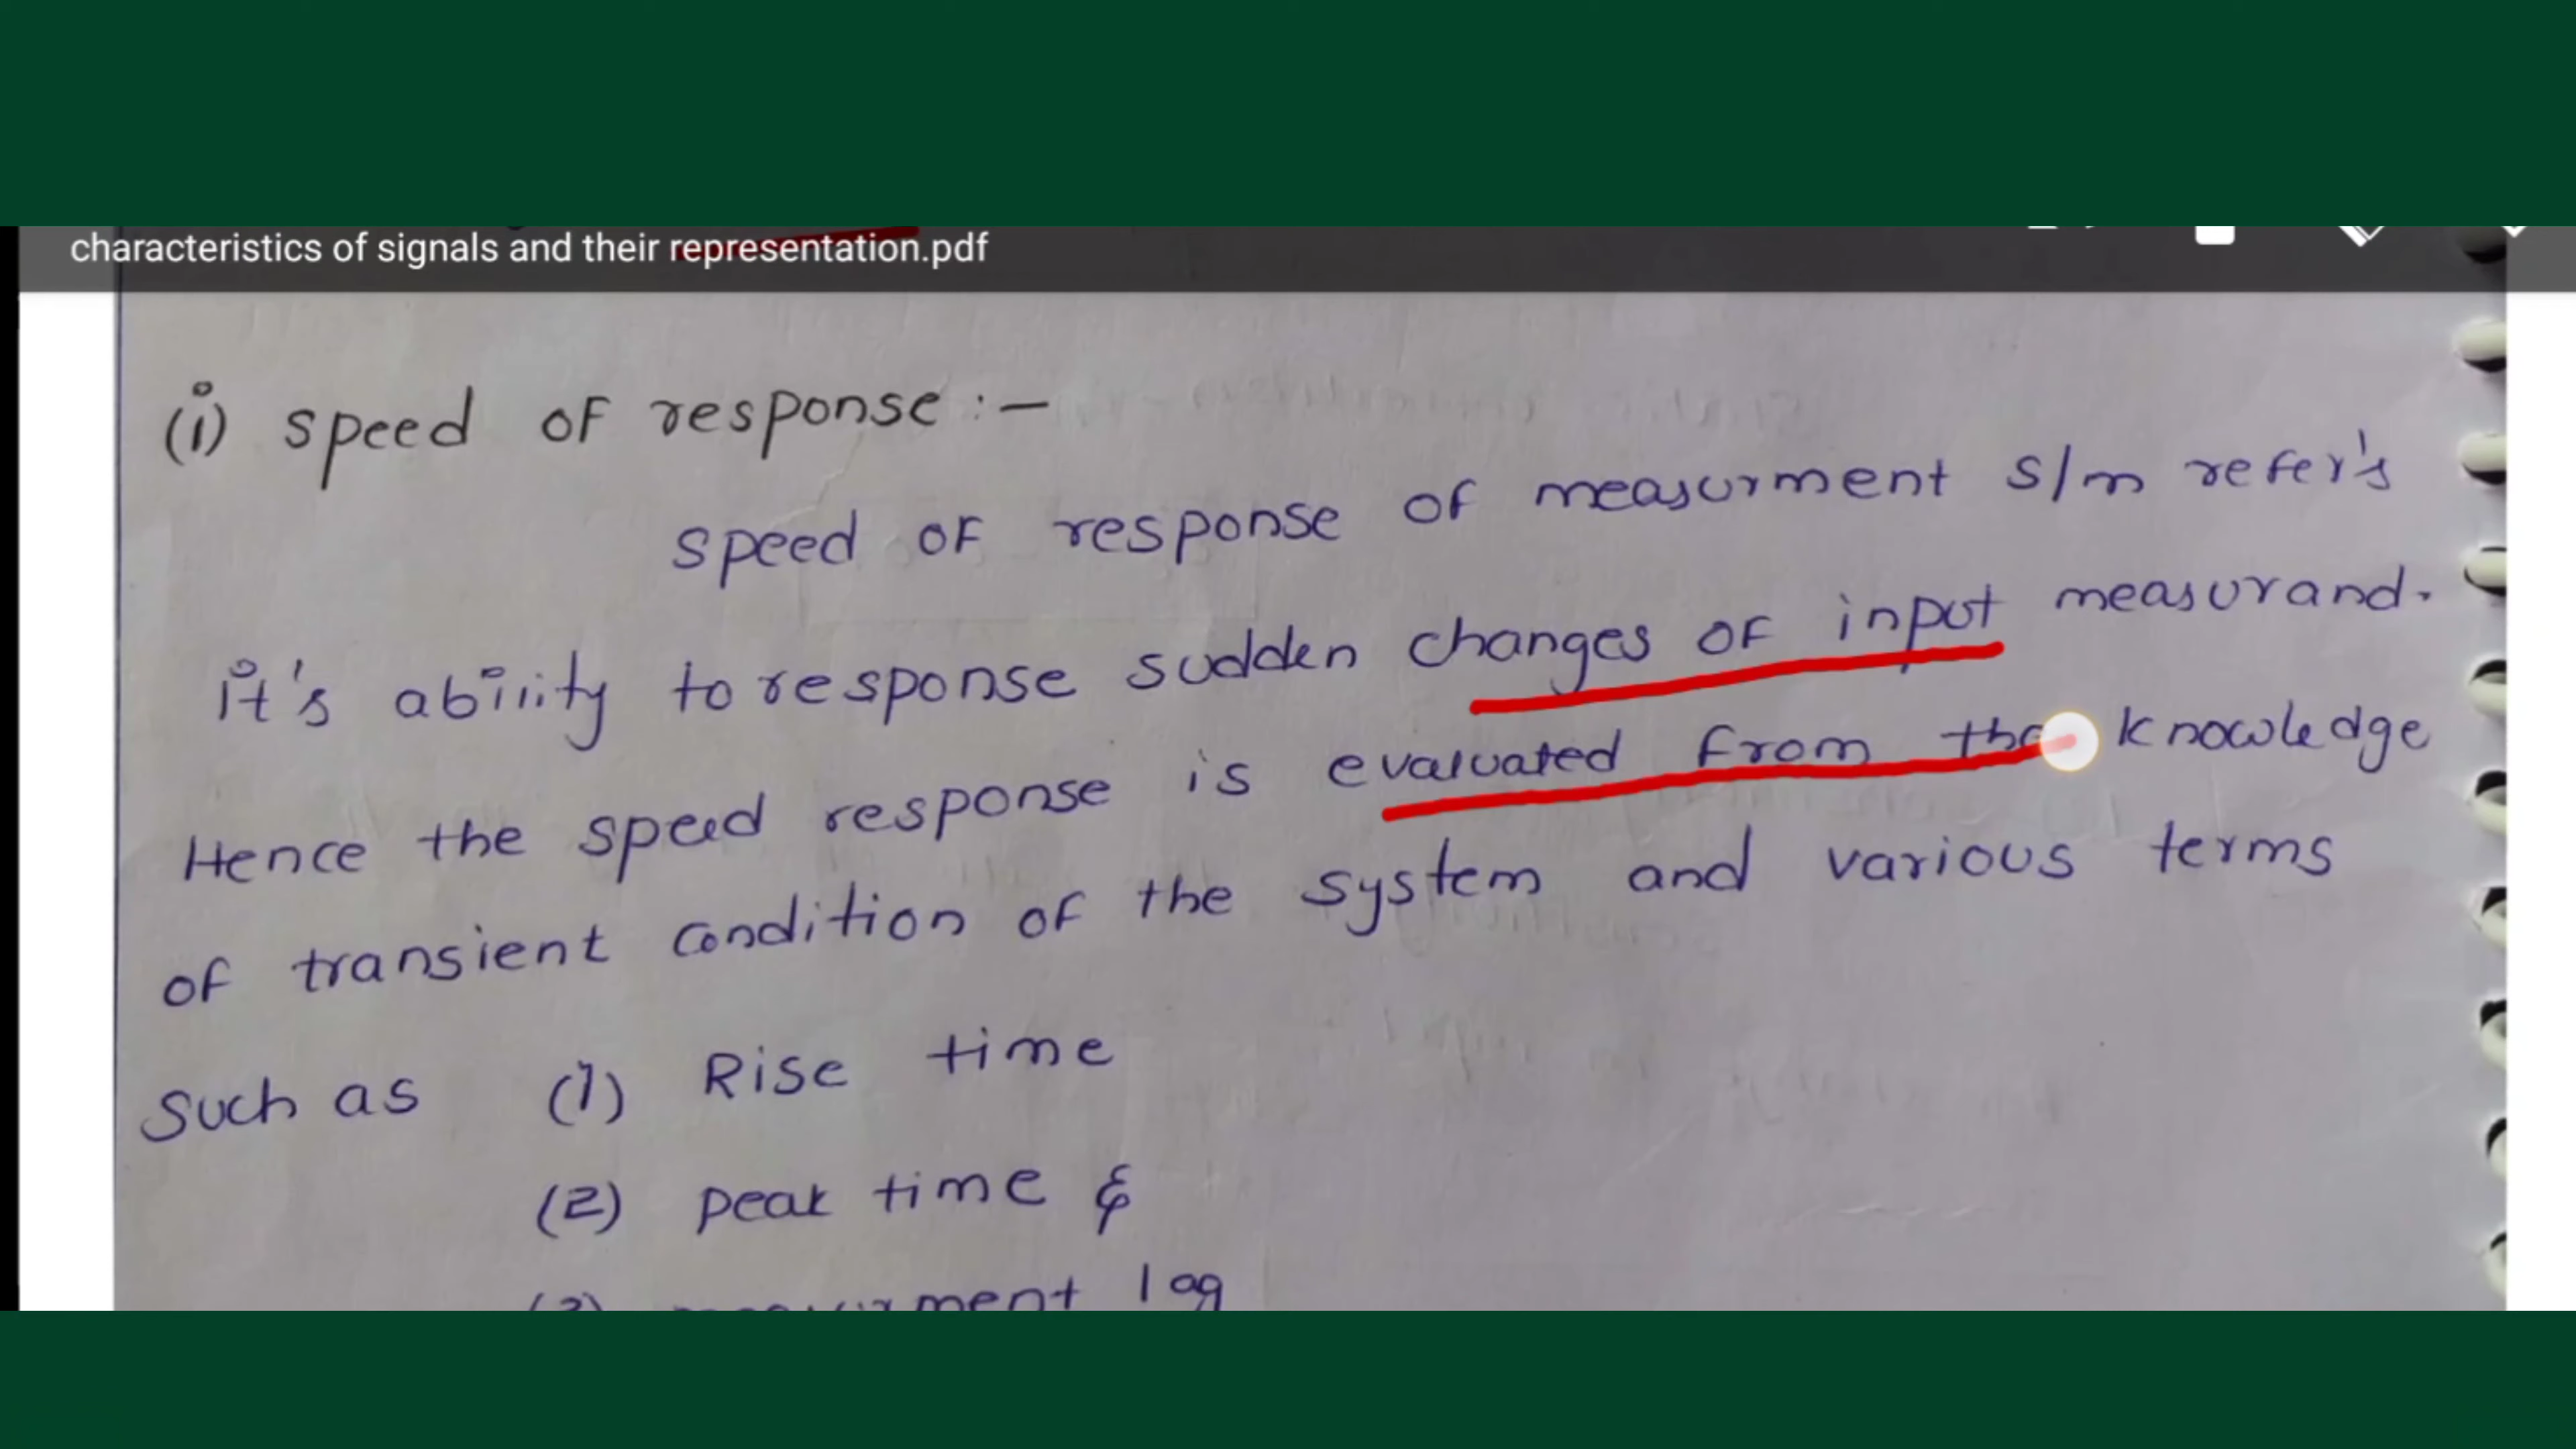 characteristics of signals and their representation.pdf
(i) speed of response :-
speed of response of measurment s/m refer's
it's ability to response sudden changes of input measurand.
Hence the speed response is evaluated from the knowledge
of transient condition of the system and various terms
such as (1) Rise time
(2) peak time &
lag